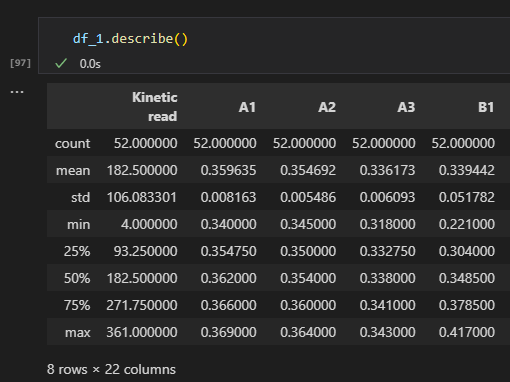 df_1.describe()
[97] 0.0s
...
Kinetic read A1 A2 A3 B1
count 52.000000 52.000000 52.000000 52.000000 52.000000
mean 182.500000 0.359635 0.354692 0.336173 0.339442
std 106.083301 0.008163 0.005486 0.006093 0.051782
min 4.000000 0.340000 0.345000 0.318000 0.221000
25% 93.250000 0.354750 0.350000 0.332750 0.304000
50% 182.500000 0.362000 0.354000 0.338000 0.348500
75% 271.750000 0.366000 0.360000 0.341000 0.378500
max 361.000000 0.369000 0.364000 0.343000 0.417000
8 rows × 22 columns